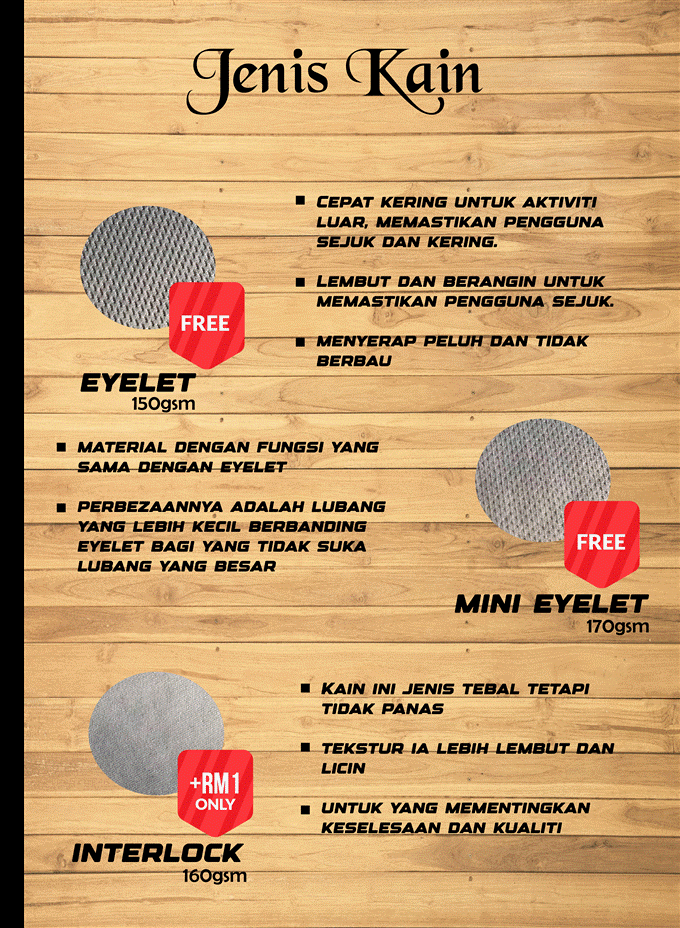 Jenis Kain
CEPAT KERING UNTUK AKTIVITI
LUAR, MEMASTIKAN PENGGUNA
SEJUK DAN KERING.
LEMBUT DAN BERANGIN UNTUK
MEMASTIKAN PENGGUNA SEJUK.
MENYERAP PELUH DAN TIDAK
BERBAU
FREE
EYELET
150gsm
MATERIAL DENGAN FUNGSI YANG
SAMA DENGAN EYELET
PERBEZAANNYA ADALAH LUBANG
YANG LEBIH KECIL BERBANDING
EYELET BAGI YANG TIDAK SUKA
LUBANG YANG BESAR
FREE
MINI EYELET
170gsm
KAIN INI JENIS TEBAL TETAPI
TIDAK PANAS
TEKSTUR IA LEBIH LEMBUT DAN
LICIN
UNTUK YANG MEMENTINGKAN
KESELESAAN DAN KUALITI
+RM1
ONLY
INTERLOCK
160gsm